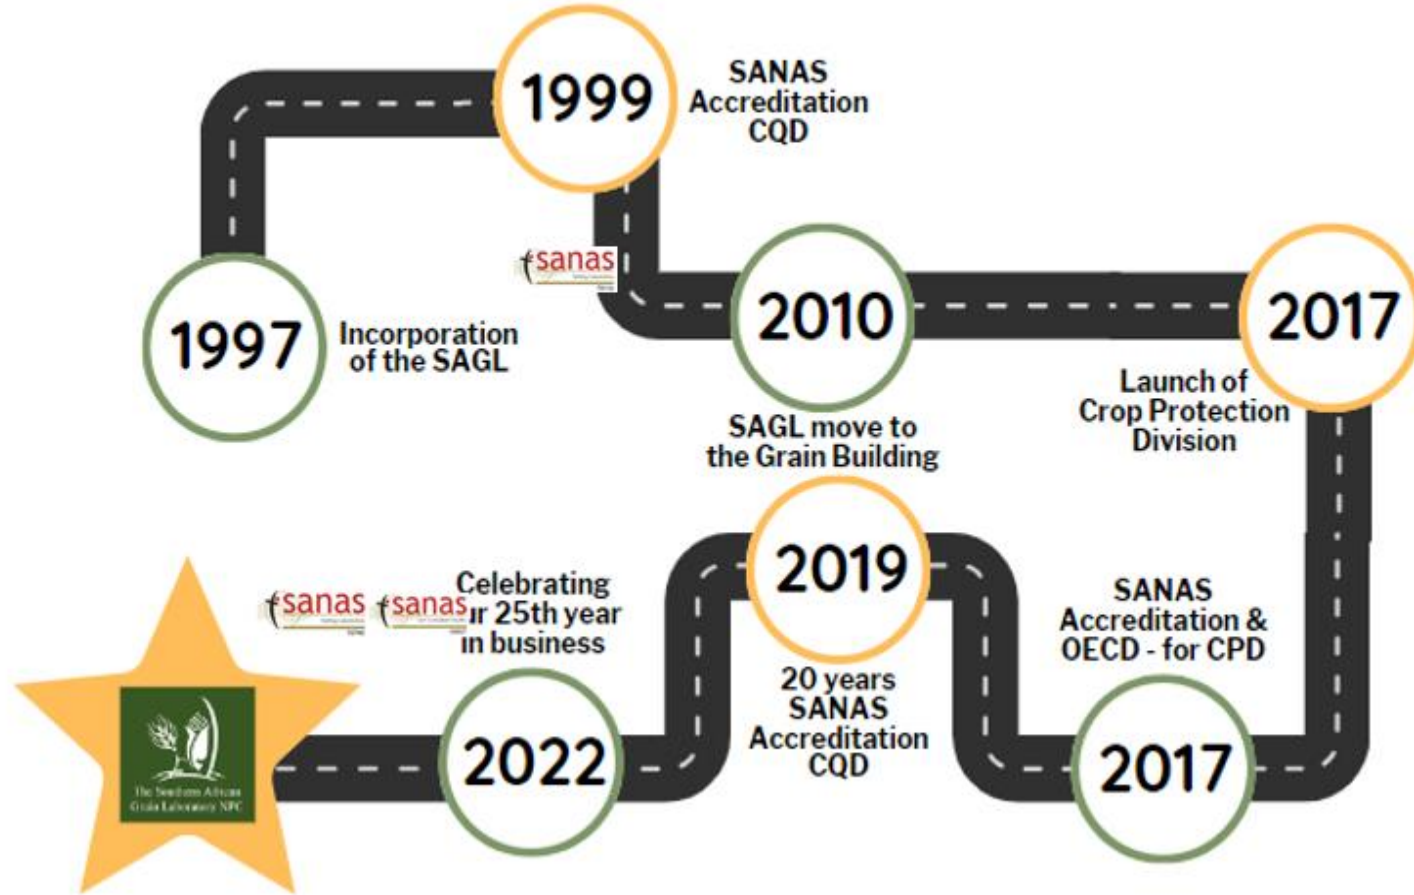 1999
SANAS
Accreditation
CQD
1997
Incorporation
of the SAGL
sanas
2010
SAGL move to
the Grain Building
2017
Launch of
Crop Protection
Division
SANAS
Accreditation &
OECD - for CPD
2017
2019
20 years
SANAS
Accreditation
CQD
Celebrating
ur 25th year
in business
2022
sanas
sanas
The Southern African
Grain Laboratory NPC